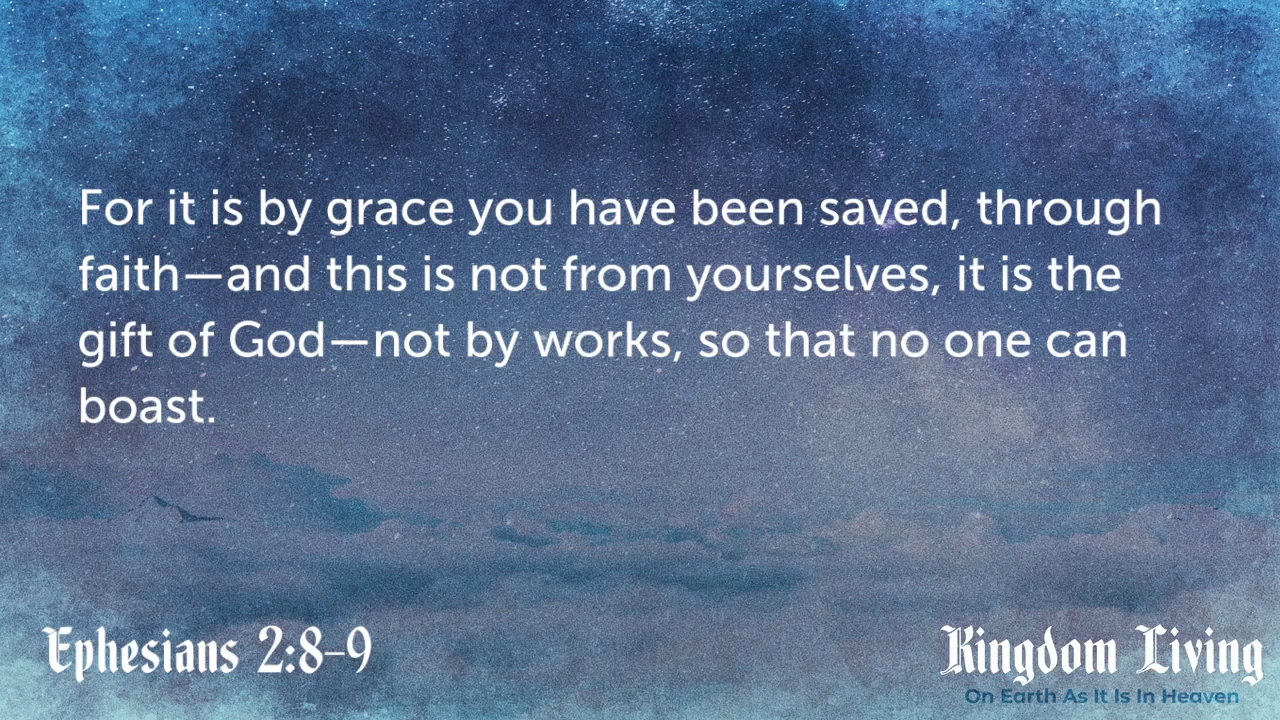 For it is by grace you have been saved, through
faith—and this is not from yourselves, it is the
gift of God—not by works, so that no one can
boast.
Ephesians 2:8-9
Kingdom Living
On Earth As It Is In Heaven